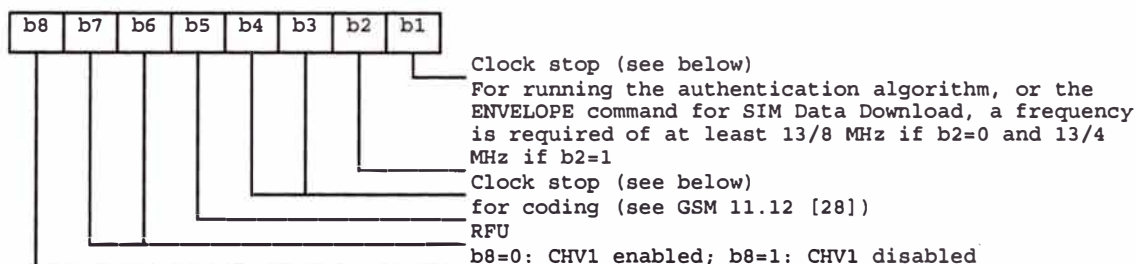 b8 b7 b6 b5 b4 b3 b2 b1
Clock stop (see below)
For running the authentication algorithm, or the
ENVELOPE command for SIM Data Download, a frequency
is required of at least 13/8 MHz if b2=0 and 13/4
MHz if b2=1
Clock stop (see below)
for coding (see GSM 11.12 [28])
RFU
b8=0: CHV1 enabled; b8=1: CHV1 disabled